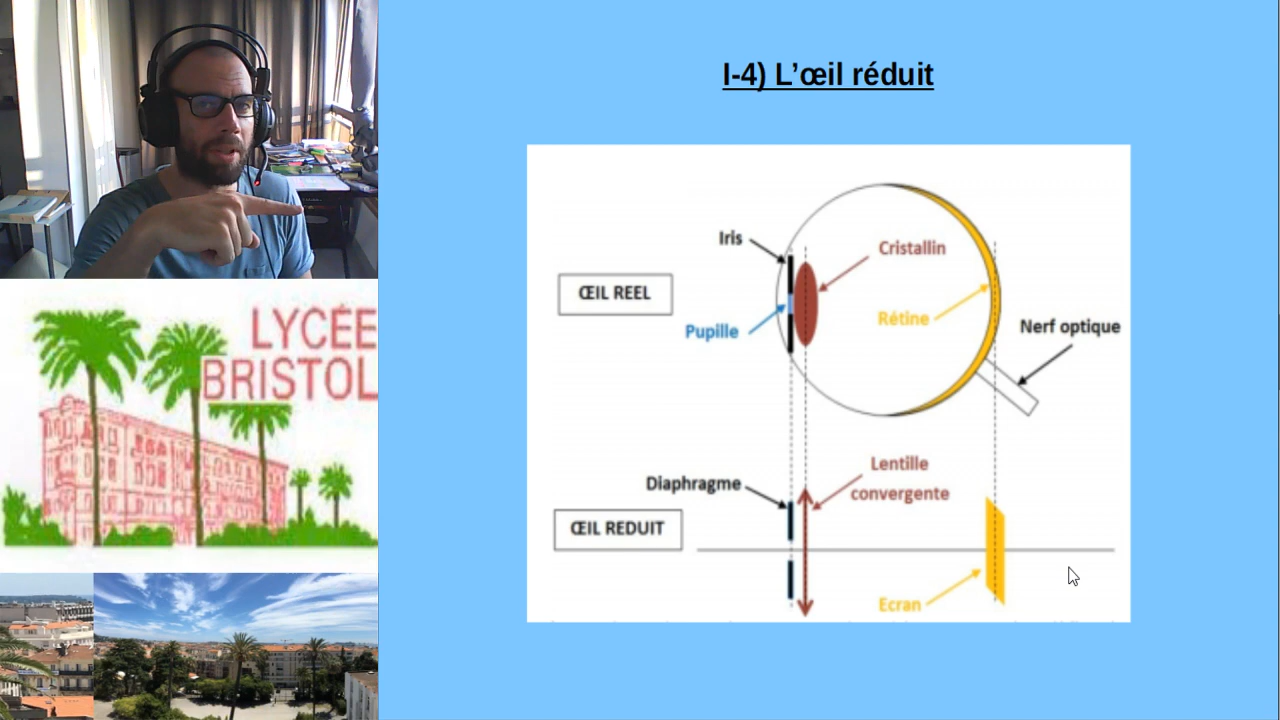 I-4) L’œil réduit
LYCÉE
BRISTOL
Iris
Cristallin
ŒIL REEL
Pupille
Rétine
Nerf optique
Lentille
convergente
Diaphragme
ŒIL REDUIT
Ecran